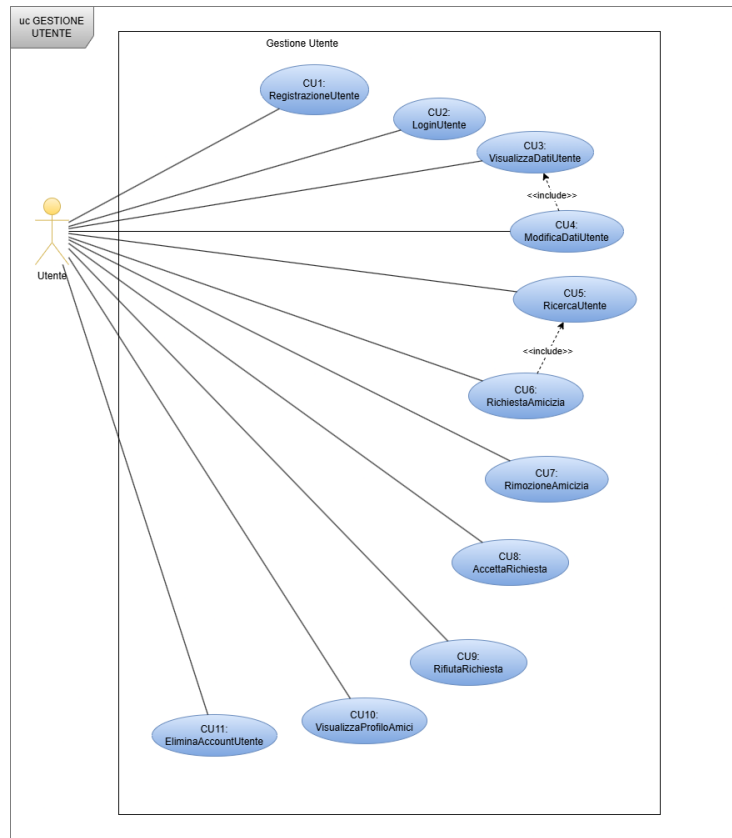 uc GESTIONE
UTENTE
Gestione Utente
CU1:
RegistrazioneUtente
CU2:
LoginUtente
CU3:
VisualizzaDatiUtente
<<include>>
CU4:
ModificaDatiUtente
Utente
CU5:
RicercaUtente
<<include>>
CU6:
RichiestaAmicizia
CU7:
RimozioneAmicizia
CU8:
AccettaRichiesta
CU9:
RifiutaRichiesta
CU10:
VisualizzaProfiloAmici
CU11:
EliminaAccountUtente